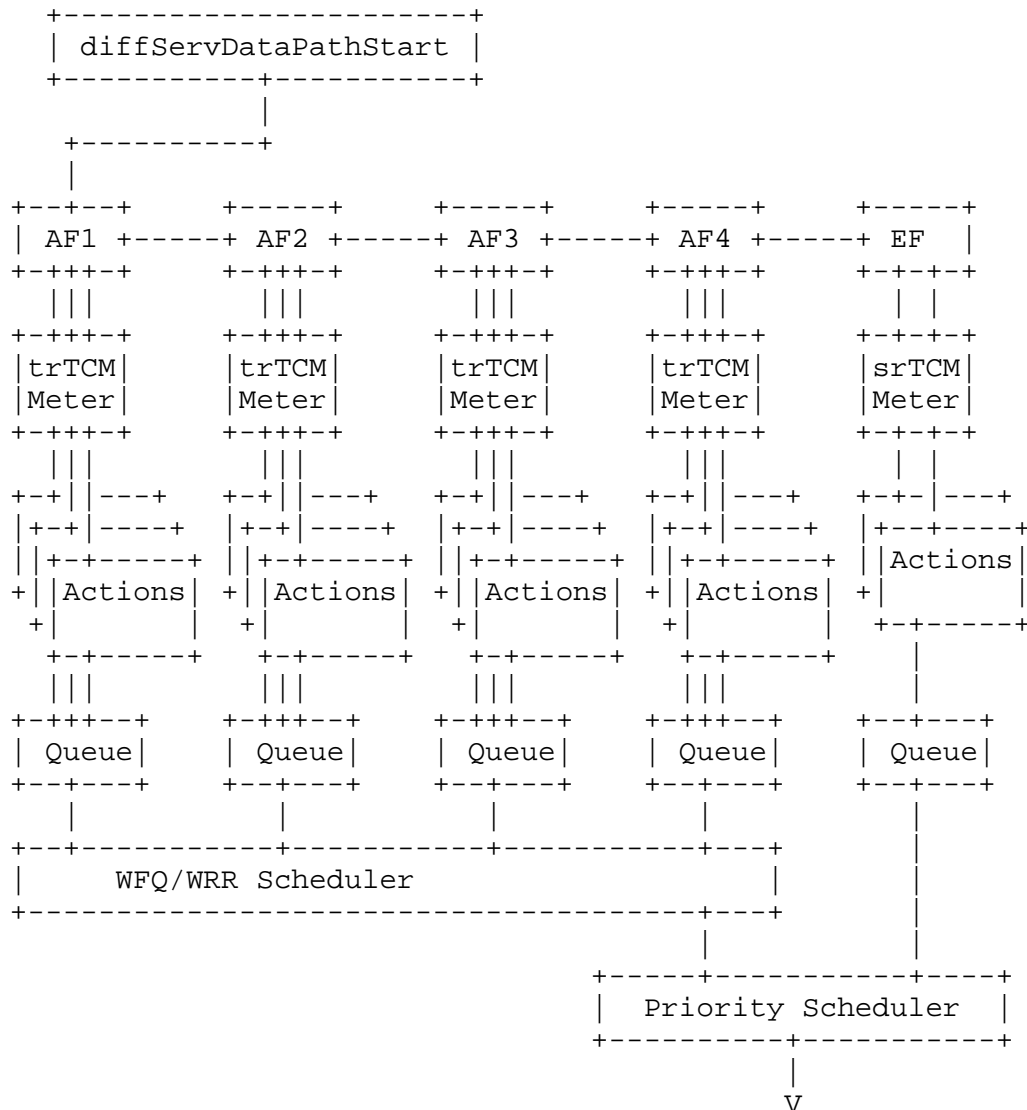 diffServDataPathStart
AF1 AF2 AF3 AF4 EF
trTCM trTCM trTCM trTCM srTCM
Meter Meter Meter Meter Meter
Actions
Actions Actions Actions Actions
Queue Queue Queue Queue Queue
WFQ/WRR Scheduler
Priority Scheduler
V